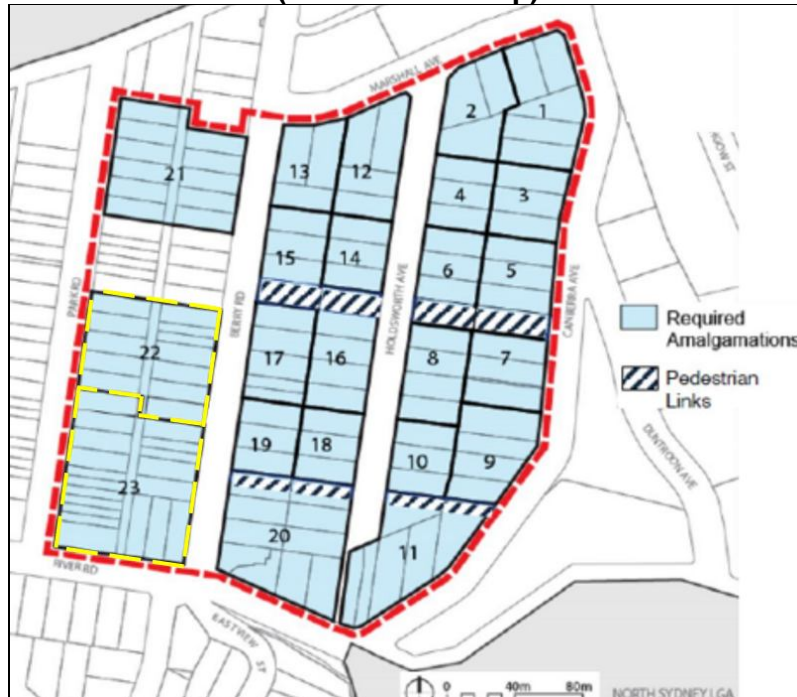 MARSHALL AVE
2
1
21
13
12
4
3
15
14
6
5
PARK RD
BERRY RD
HOLDSWORTH AVE
CANBERRA AVE
Required
Amalgamations
Pedestrian
Links
22
17
16
8
7
19
18
10
9
DUNTROON AVE
23
20
11
RIVER RD
EASTVIEW ST
0 40m 80m
NORTH SYDNEY LGA